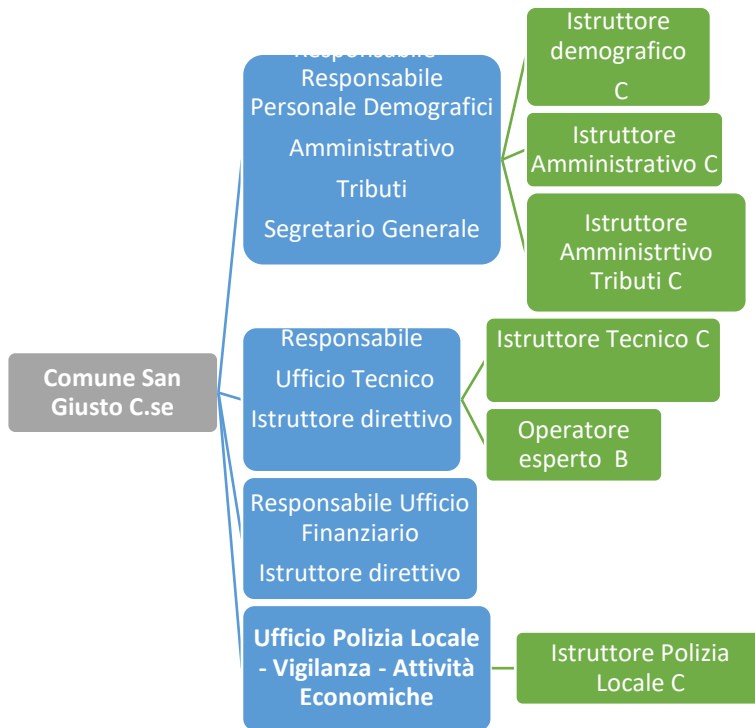 Comune San
Giusto C.se
Responsabile
Responsabile
Personale Demografici
Amministrativo
Tributi
Segretario Generale
Istruttore
demografico
C
Istruttore
Amministrativo C
Istruttore
Amministrtivo
Tributi C
Responsabile
Ufficio Tecnico
Istruttore direttivo
Istruttore Tecnico C
Operatore
esperto B
Responsabile Ufficio
Finanziario
Istruttore direttivo
Ufficio Polizia Locale
- Vigilanza - Attività
Economiche
Istruttore Polizia
Locale C